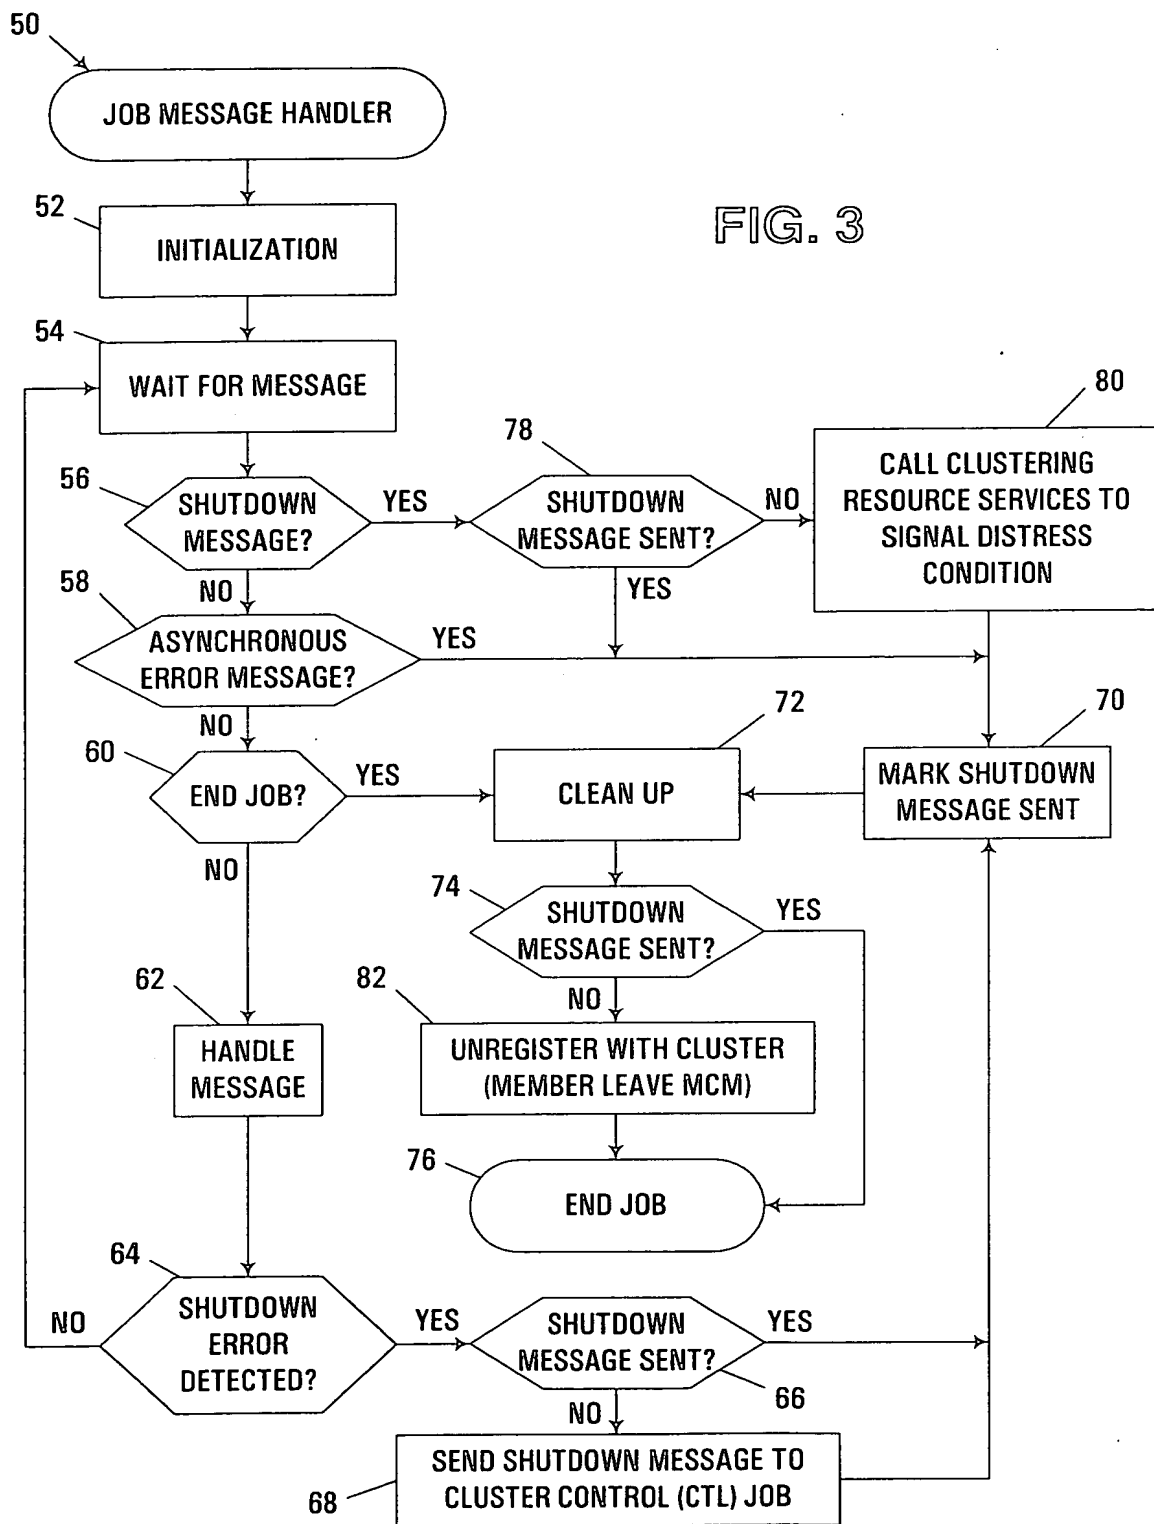 50
JOB MESSAGE HANDLER
52
INITIALIZATION
FIG. 3
54
WAIT FOR MESSAGE
56
SHUTDOWN
MESSAGE?
YES
78
SHUTDOWN
MESSAGE SENT?
NO
80
CALL CLUSTERING
RESOURCE SERVICES TO
SIGNAL DISTRESS
CONDITION
NO
YES
58
ASYNCHRONOUS
ERROR MESSAGE?
YES
NO
60
END JOB?
YES
72
CLEAN UP
70
MARK SHUTDOWN
MESSAGE SENT
NO
74
SHUTDOWN
MESSAGE SENT?
YES
NO
62
HANDLE
MESSAGE
82
UNREGISTER WITH CLUSTER
(MEMBER LEAVE MCM)
76
END JOB
64
SHUTDOWN
ERROR
DETECTED?
NO
YES
SHUTDOWN
MESSAGE SENT?
YES
66
NO
68
SEND SHUTDOWN MESSAGE TO
CLUSTER CONTROL (CTL) JOB